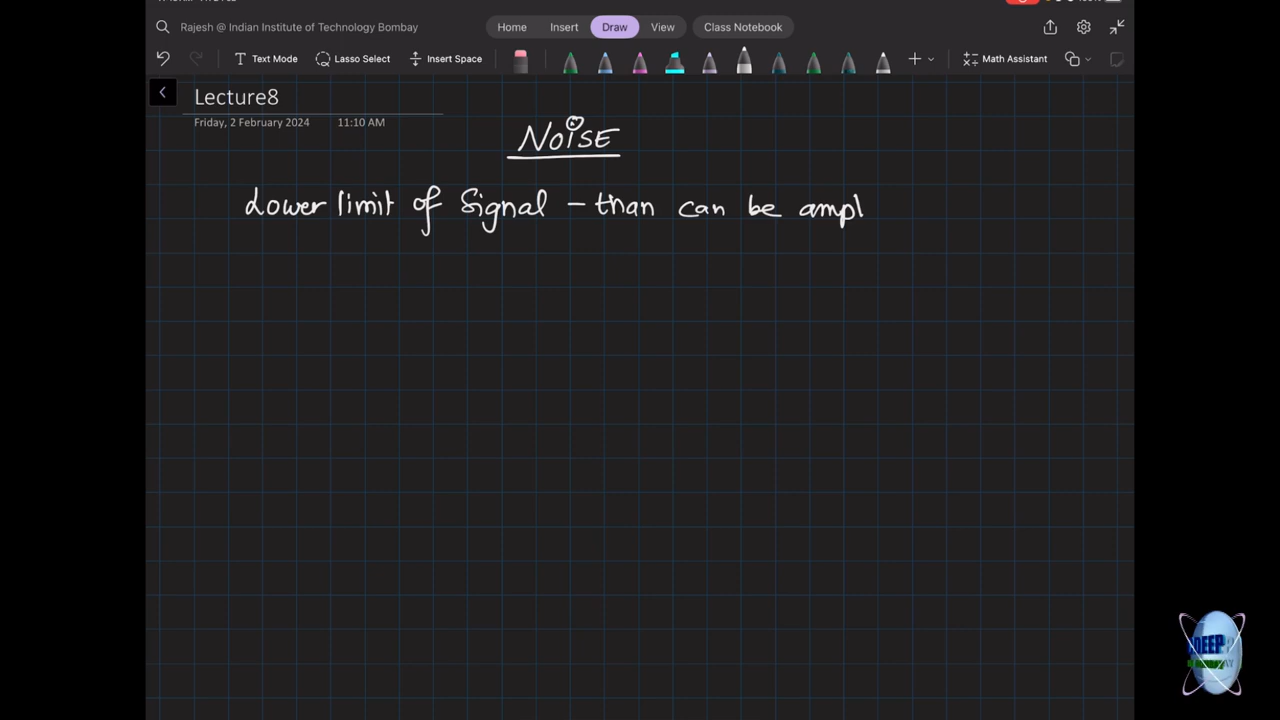 Rajesh @ Indian Institute of Technology Bombay
Home Insert Draw View Class Notebook
Text Mode Lasso Select Insert Space Math Assistant
Lecture8
Friday, 2 February 2024 11:10 AM
NOISE
Lower limit of Signal - than can be ampl